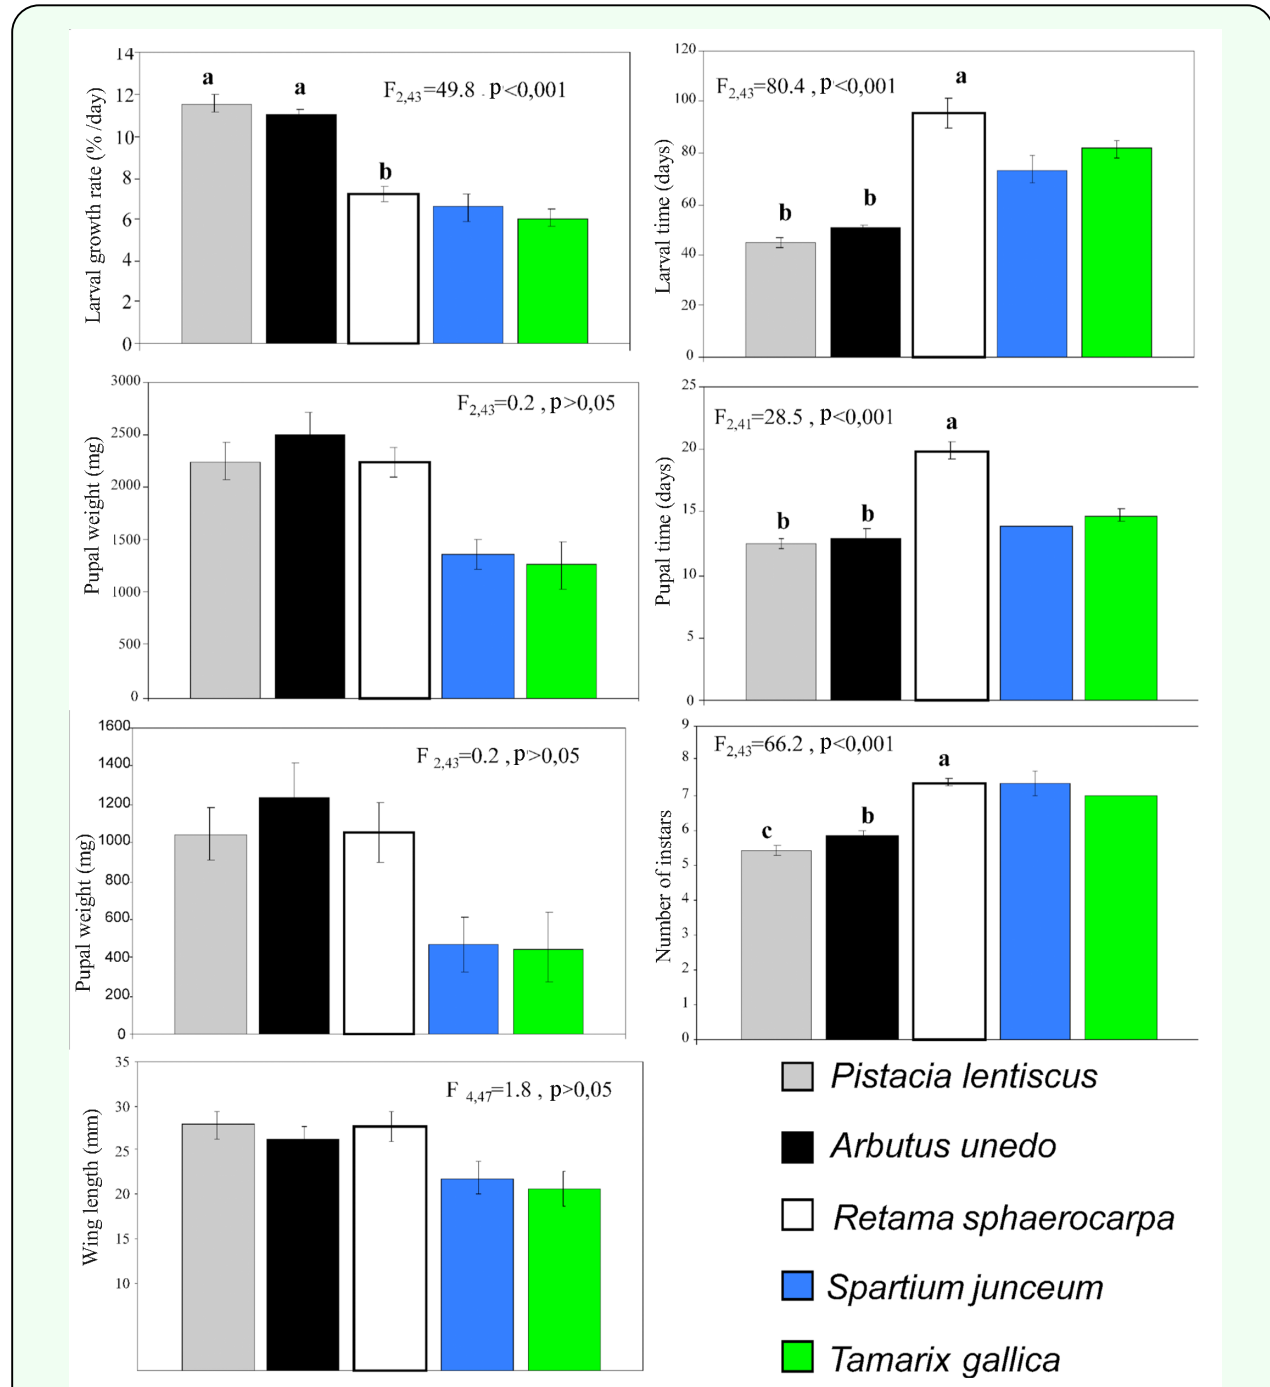 14
12
10
8
6
4
2
0
Larval growth rate (% /day)
a
a
b
F2,43=49.8 . p<0,001
120
100
80
60
40
20
0
Larval time (days)
F2,43=80.4 , p<0,001
b
b
a
3000
2500
2000
1500
1000
500
0
Pupal weight (mg)
F2,43=0.2 , p>0,05
25
20
15
10
5
0
Pupal time (days)
F2,41=28.5 , p<0,001
b
b
a
1600
1400
1200
1000
800
600
400
200
0
Pupal weight (mg)
F 2,43=0.2 , p>0,05
9
8
7
6
5
4
3
2
1
0
Number of instars
F2,43=66.2 , p<0,001
c
b
a
35
30
25
20
15
10
Wing length (mm)
F 4,47=1.8 , p>0,05
Pistacia lentiscus
Arbutus unedo
Retama sphaerocarpa
Spartium junceum
Tamarix gallica